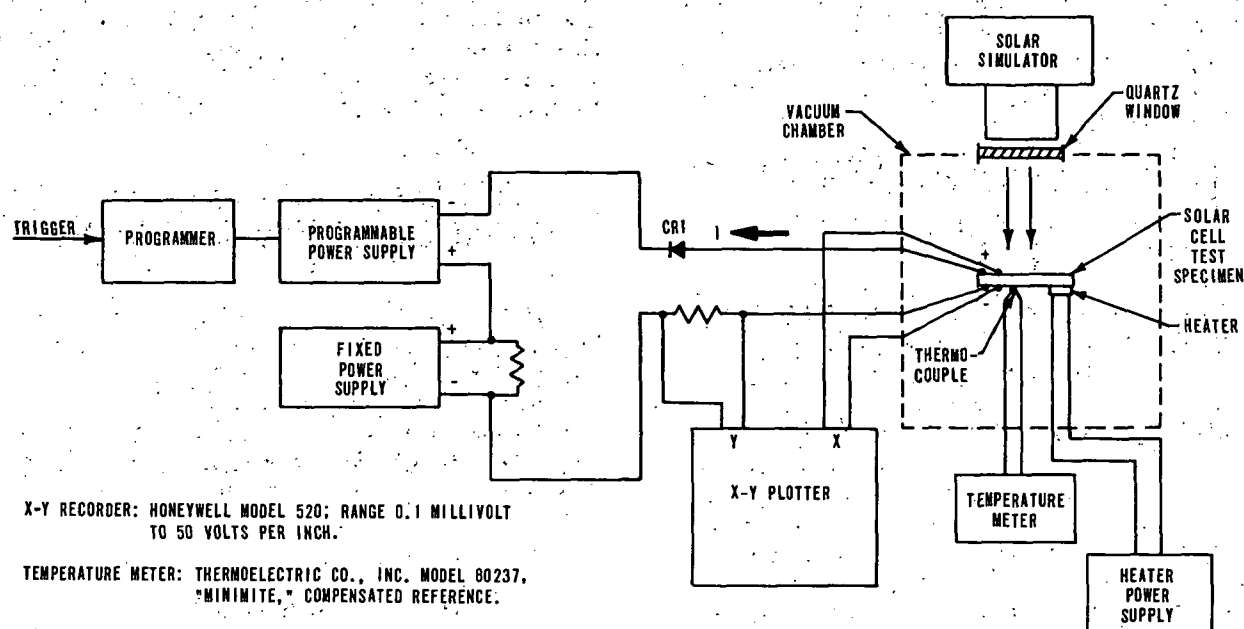 SOLAR
SIMULATOR
QUARTZ
WINDOW
VACUUM
CHAMBER
TRIGGER
PROGRAMMER
PROGRAMMABLE
POWER SUPPLY
-
+
CR1
I
+
-
SOLAR
CELL
TEST
SPECIMEN
HEATER
THERMO-
COUPLE
FIXED
POWER
SUPPLY
+
-
Y
X
X-Y PLOTTER
TEMPERATURE
METER
HEATER
POWER
SUPPLY
X-Y RECORDER: HONEYWELL MODEL 520; RANGE 0.1 MILLIVOLT
TO 50 VOLTS PER INCH.
TEMPERATURE METER: THERMOELECTRIC CO., INC. MODEL 80237,
"MINIMITE," COMPENSATED REFERENCE.